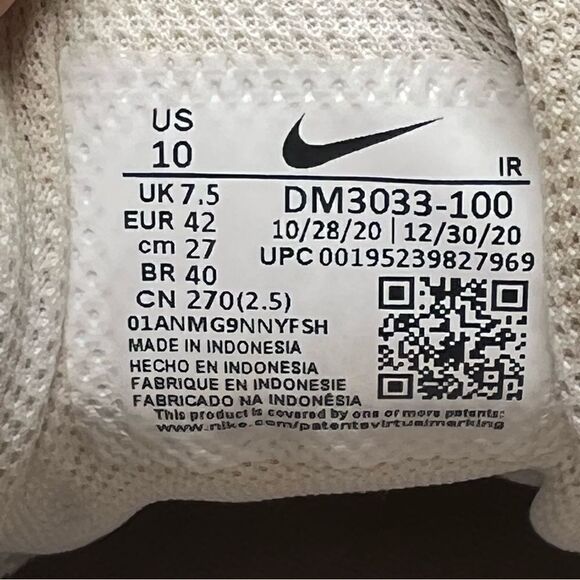 US
10
IR
UK 7.5
EUR 42
cm 27
BR 40
CN 270(2.5)
DM3033-100
10/28/20 | 12/30/20
UPC 00195239827969
01ANMG9NNYFSH
MADE IN INDONESIA
HECHO EN INDONESIA
FABRIQUE EN INDONESIE
FABRICADO NA INDONÉSIA
This product is covered by one or more patents:
www.nike.com/patentsvirtualmarking